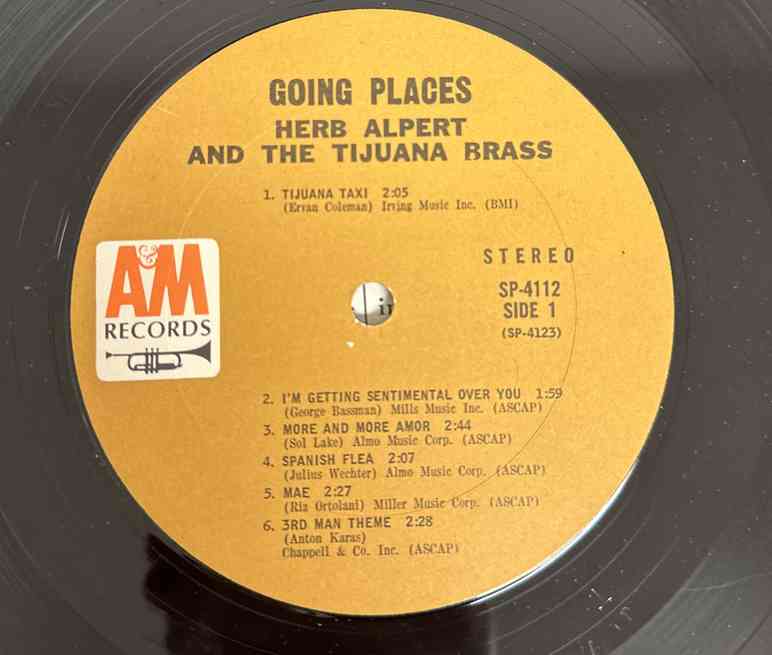 GOING PLACES
HERB ALPERT
AND THE TIJUANA BRASS
1. TIJUANA TAXI 2:05
(Ervan Coleman) Irving Music Inc. (BMI)
STEREO
SP-4112
SIDE 1
(SP-4123)
A&M
RECORDS
2. I'M GETTING SENTIMENTAL OVER YOU 1:59
(George Bassman) Mills Music Inc. (ASCAP)
3. MORE AND MORE AMOR 2:44
(Sol Lake) Almo Music Corp. (ASCAP)
4. SPANISH FLEA 2:07
(Julius Wechter) Almo Music Corp. (ASCAP)
5. MAE 2:27
(Riz Ortolani) Miller Music Corp. (ASCAP)
6. 3RD MAN THEME 2:28
(Anton Karas)
Chappell & Co. Inc. (ASCAP)